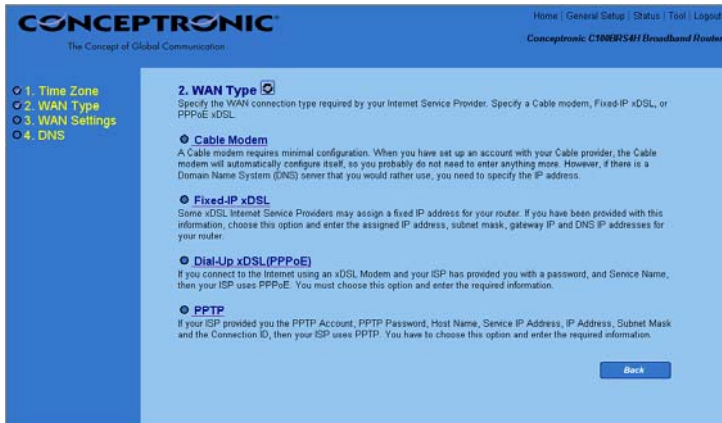 CONCEPTRONIC
The Concept of Global Communication
Home | General Setup | Status | Tool | Logout
Conceptronic C100BRS4H Broadband Router
1. Time Zone
2. WAN Type
3. WAN Settings
4. DNS
2. WAN Type
Specify the WAN connection type required by your Internet Service Provider. Specify a Cable modem, Fixed-IP xDSL, or
PPPoE xDSL.
Cable Modem
A Cable modem requires minimal configuration. When you have set up an account with your Cable provider, the Cable
modem will automatically configure itself, so you probably do not need to enter anything more. However, if there is a
Domain Name System (DNS) server that you would rather use, you need to specify the IP address.
Fixed-IP xDSL
Some xDSL Internet Service Providers may assign a fixed IP address for your router. If you have been provided with this
information, choose this option and enter the assigned IP address, subnet mask, gateway IP and DNS IP addresses for
your router.
Dial-Up xDSL(PPPoE)
If you connect to the Internet using an xDSL Modem and your ISP has provided you with a password, and Service Name,
then your ISP uses PPPoE. You must choose this option and enter the required information.
PPTP
If your ISP provided you the PPTP Account, PPTP Password, Host Name, Service IP Address, IP Address, Subnet Mask
and the Connection ID, then your ISP uses PPTP. You have to choose this option and enter the required information.
Back